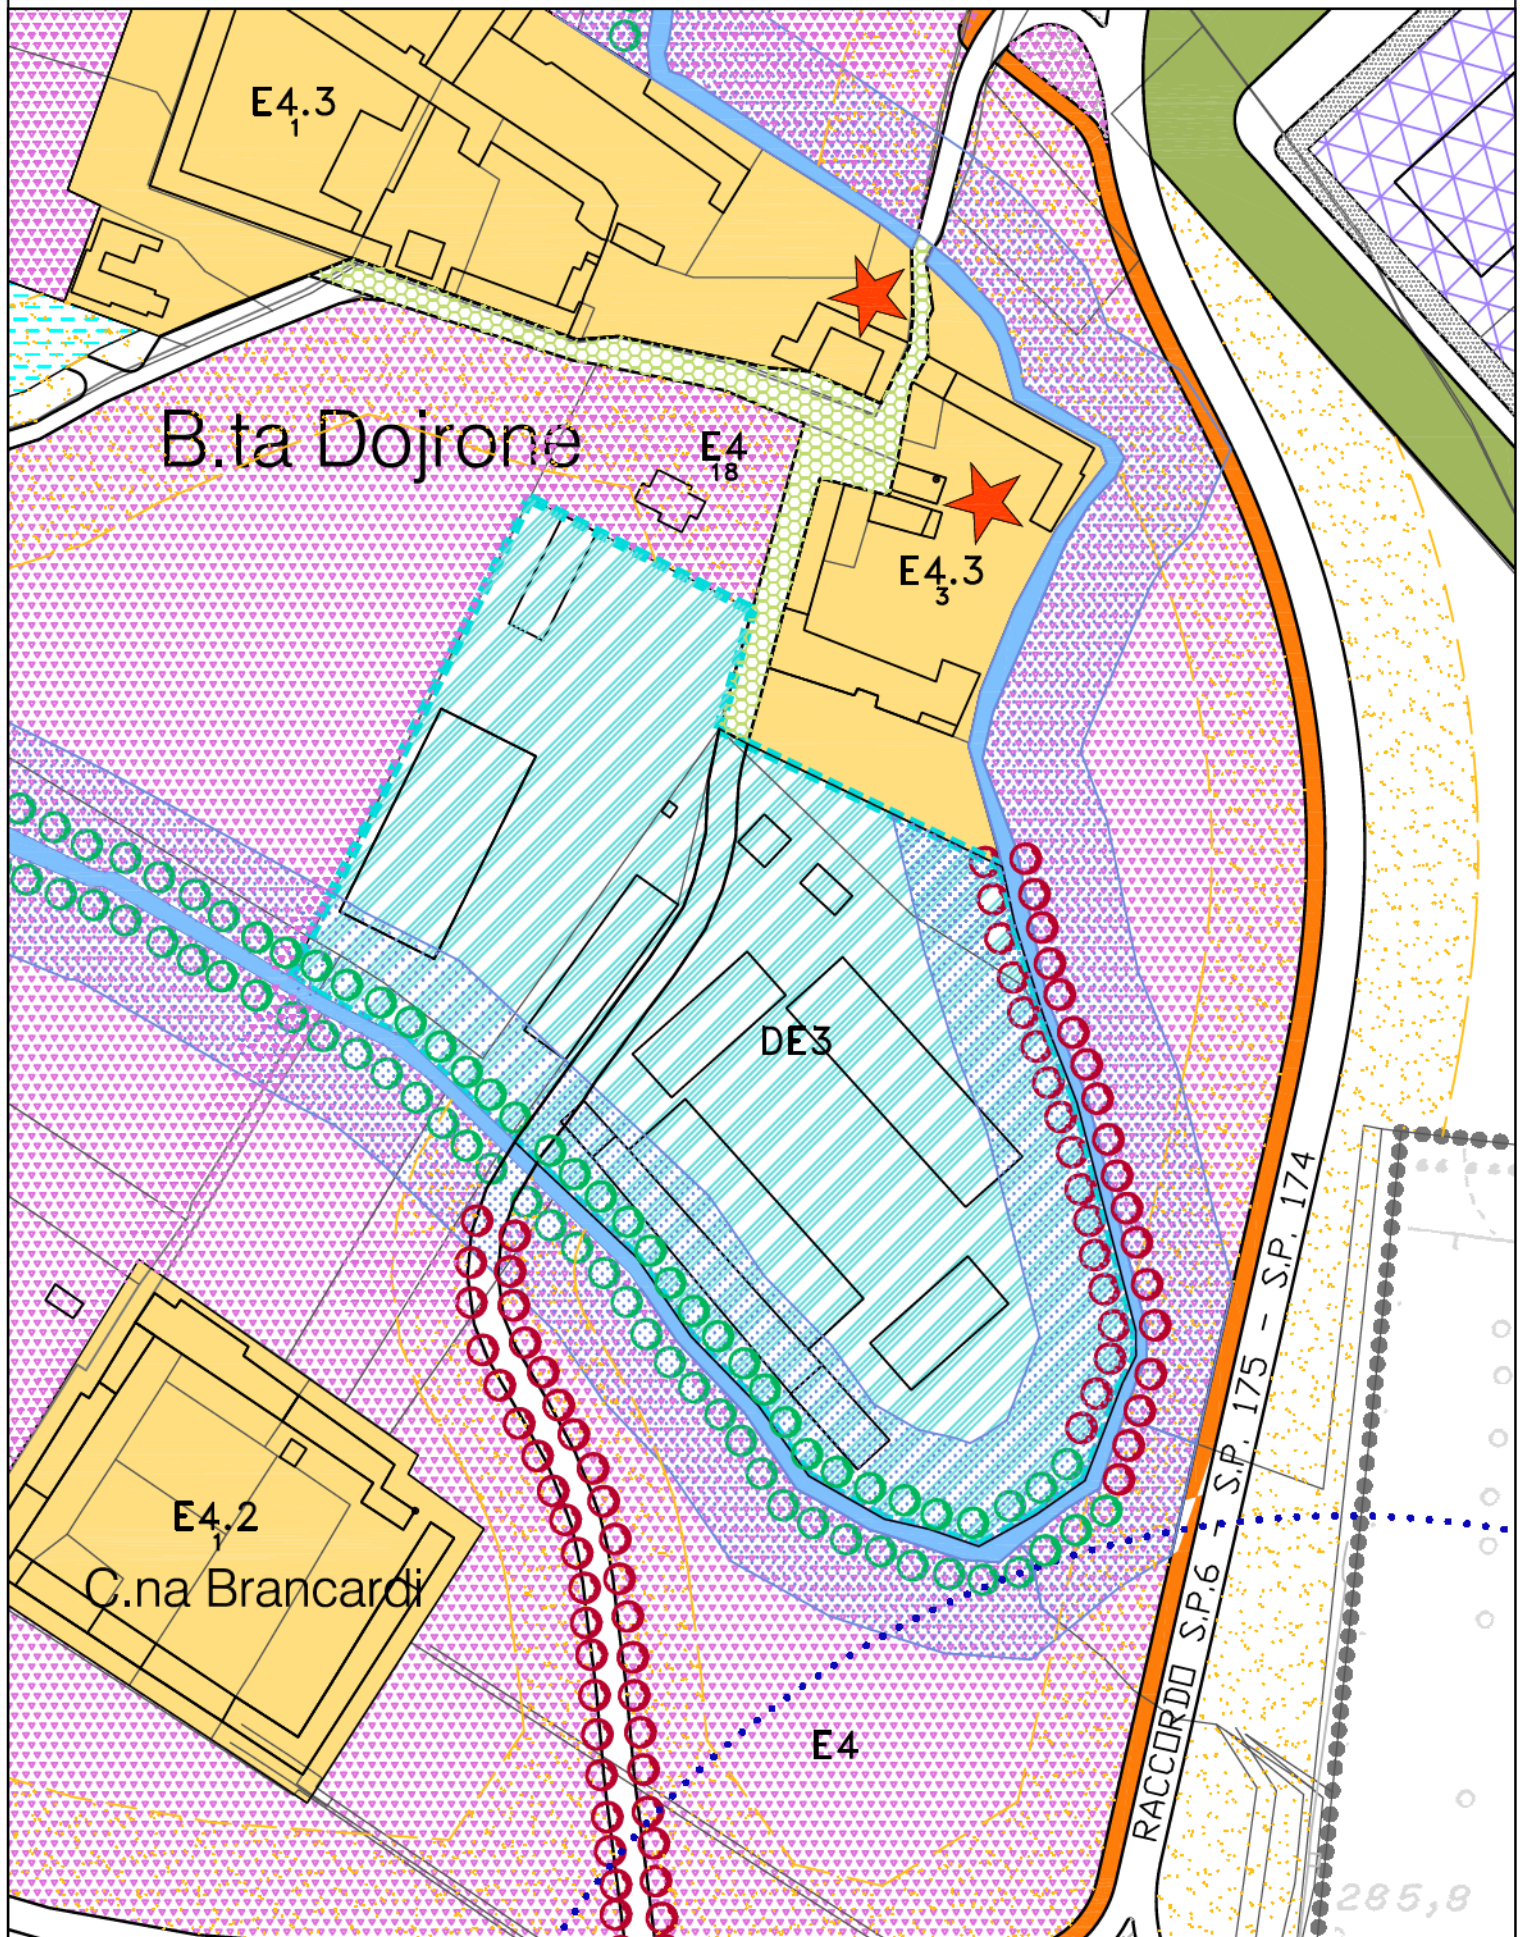 E4.3
1
B.ta Dojrone
E4
18
E4.3
3
DE3
E4.2
1
C.na Brancardi
E4
RACCORDO S.P.6 - S.P. 175 - S.P. 174
285,8